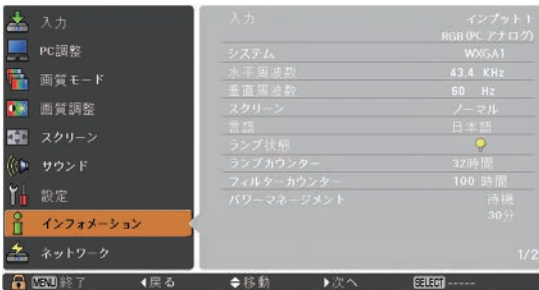 入力
PC調整
画質モード
画質調整
スクリーン
サウンド
設定
インフォメーション
ネットワーク
入力 インプット 1
RGB (PC アナログ)
システム WXGA1
水平周波数 43.4 KHz
垂直周波数 60 Hz
スクリーン ノーマル
言語 日本語
ランプ状態
ランプカウンター 32時間
フィルターカウンター 100 時間
パワーマネージメント 待機
30分
1/2
MENU 終了 ◀戻る 移動 ▶次へ SELECT -----